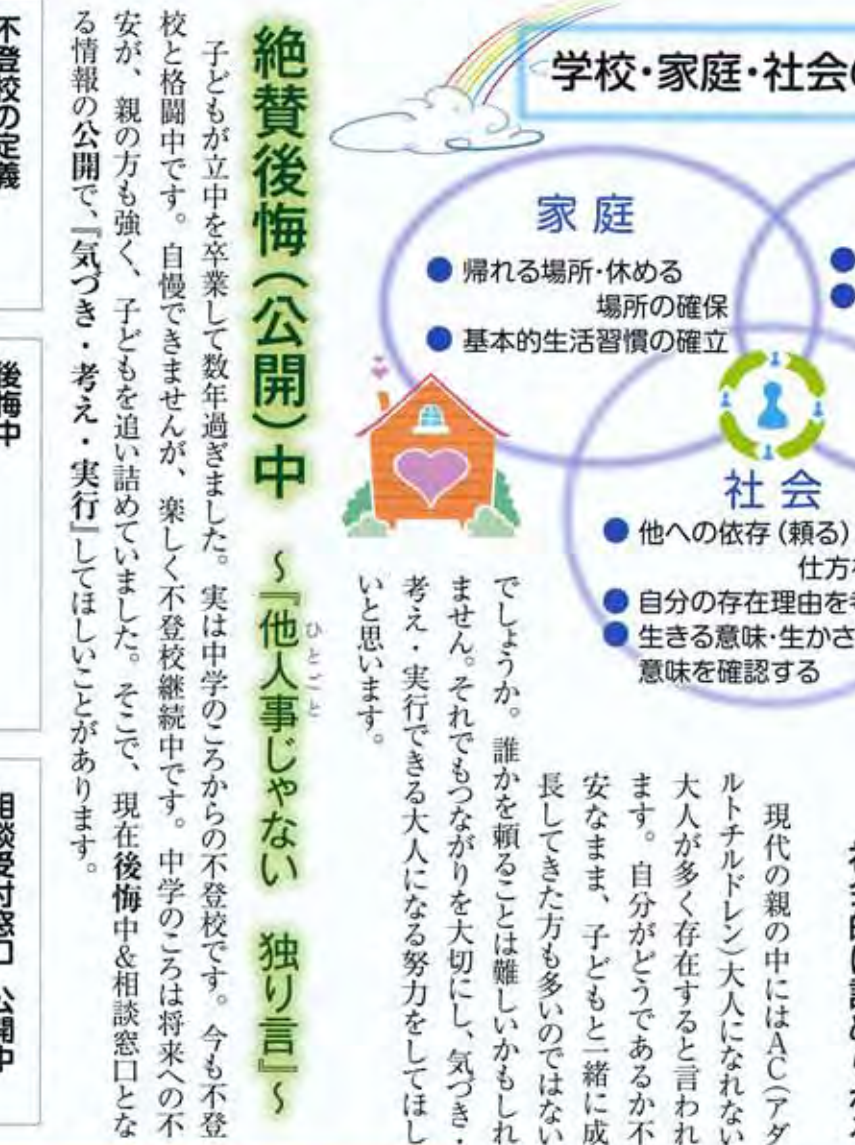 学校・家庭・社会の
家庭
● 帰れる場所・休める
場所の確保
● 基本的生活習慣の確立
社会
● 他への依存(頼る)
仕方
● 自分の存在理由を
● 生きる意味・生かさ
意味を確認する
現代の親の中にはAC(アダ
ルトチルドレン)大人になれない
大人が多く存在すると言われ
ます。自分がどうであるか不
安なまま、子どもと一緒に成
長してきた方も多いのではない
でしょうか。誰かを頼ることは難しいかもしれ
ません。それでもつながりを大切にし、気づき・
考え・実行できる大人になる努力をしてほし
いと思います。
絶賛後悔(公開)中 ~『他人事じゃない 独り言』~
ひとごと
子どもが立中を卒業して数年過ぎました。実は中学のころからの不登校です。今も不登
校と格闘中です。自慢できませんが、楽しく不登校継続中です。中学のころは将来への不
安が、親の方も強く、子どもを追い詰めていました。そこで、現在後悔中&相談窓口とな
る情報の公開で、『気づき・考え・実行』してほしいことがあります。
不登校の定義
後悔中
相談受付窓口 公開中